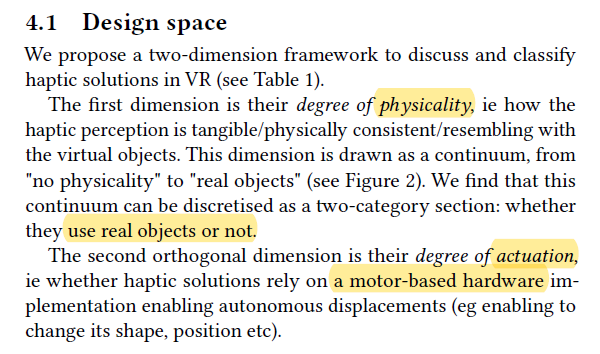 4.1 Design space
We propose a two-dimension framework to discuss and classify
haptic solutions in VR (see Table 1).
The first dimension is their degree of physicality, ie how the
haptic perception is tangible/physically consistent/resembling with
the virtual objects. This dimension is drawn as a continuum, from
"no physicality" to "real objects" (see Figure 2). We find that this
continuum can be discretised as a two-category section: whether
they use real objects or not.
The second orthogonal dimension is their degree of actuation,
ie whether haptic solutions rely on a motor-based hardware im-
plementation enabling autonomous displacements (eg enabling to
change its shape, position etc).